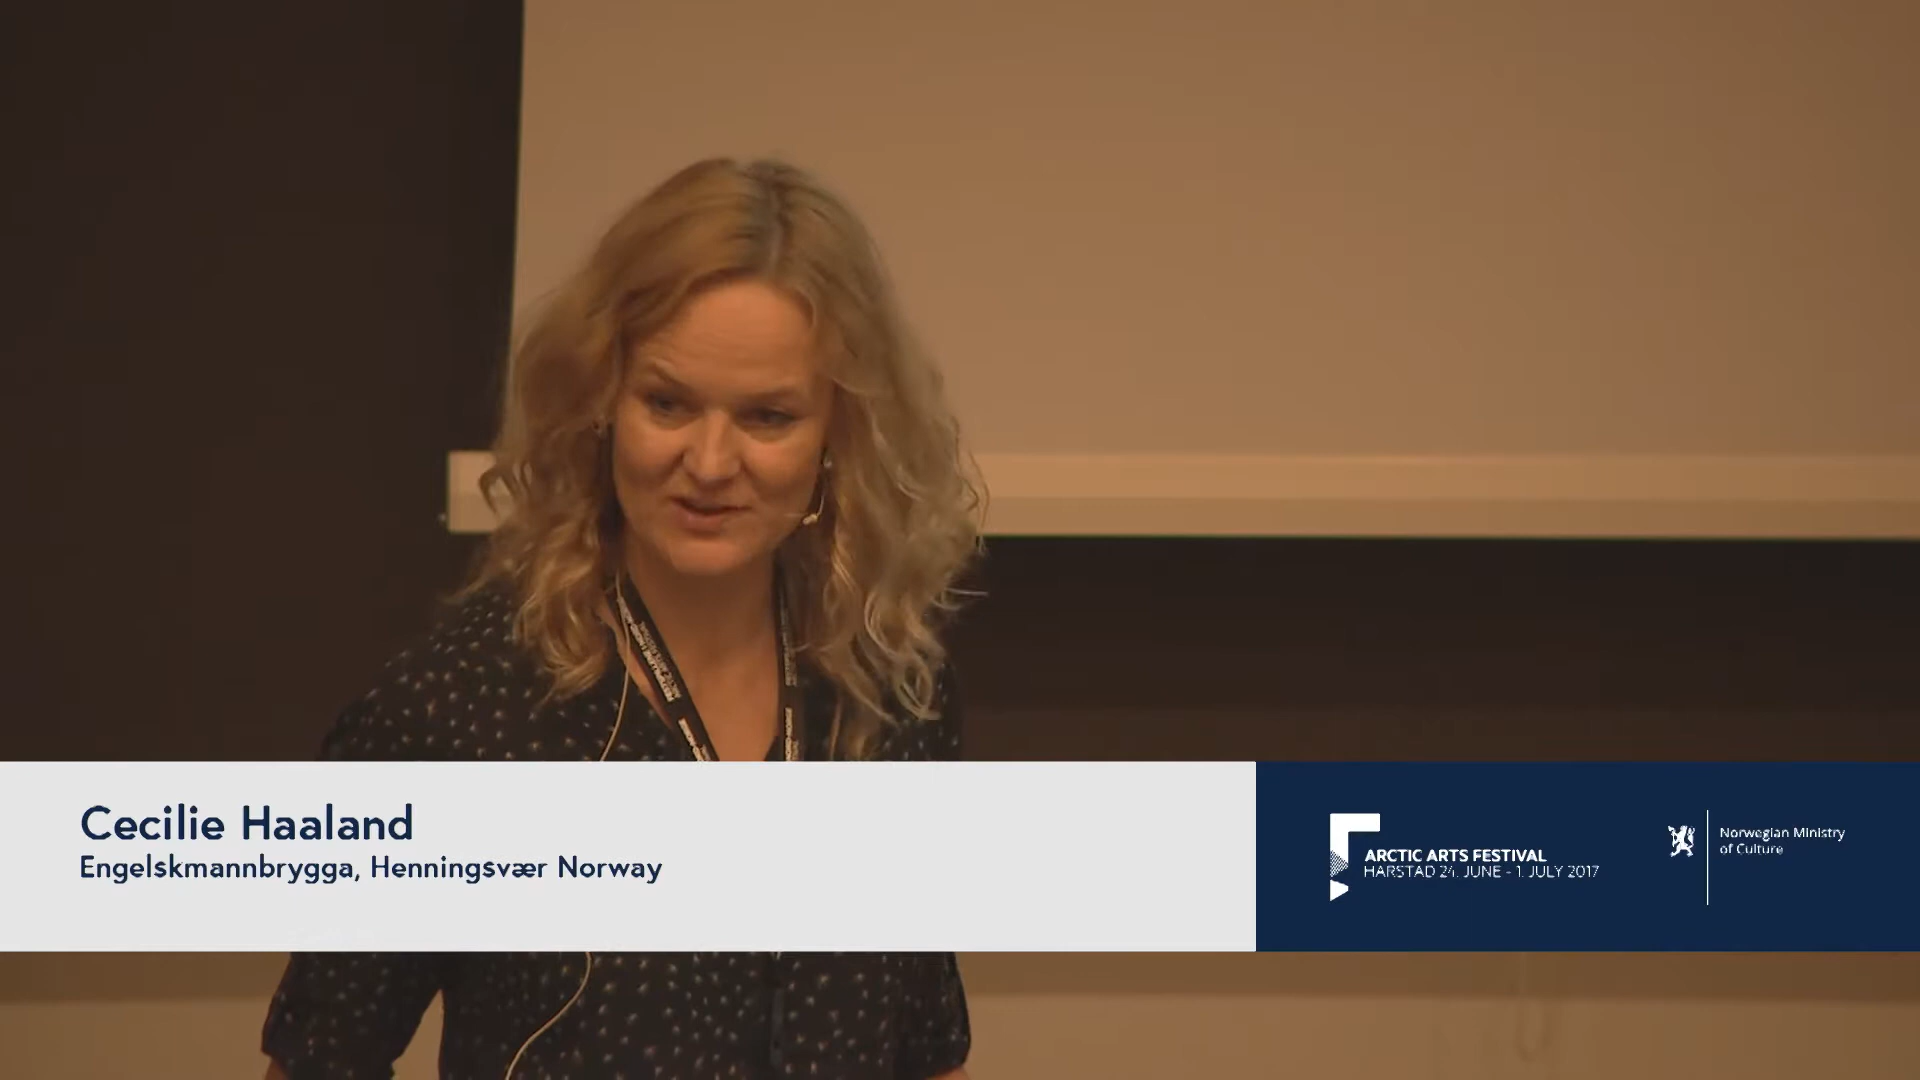 Cecilie Haaland
Engelskmannbrygga, Henningsvær Norway
ARCTIC ARTS FESTIVAL
HARSTAD 24. JUNE - 1. JULY 2017
Norwegian Ministry
of Culture